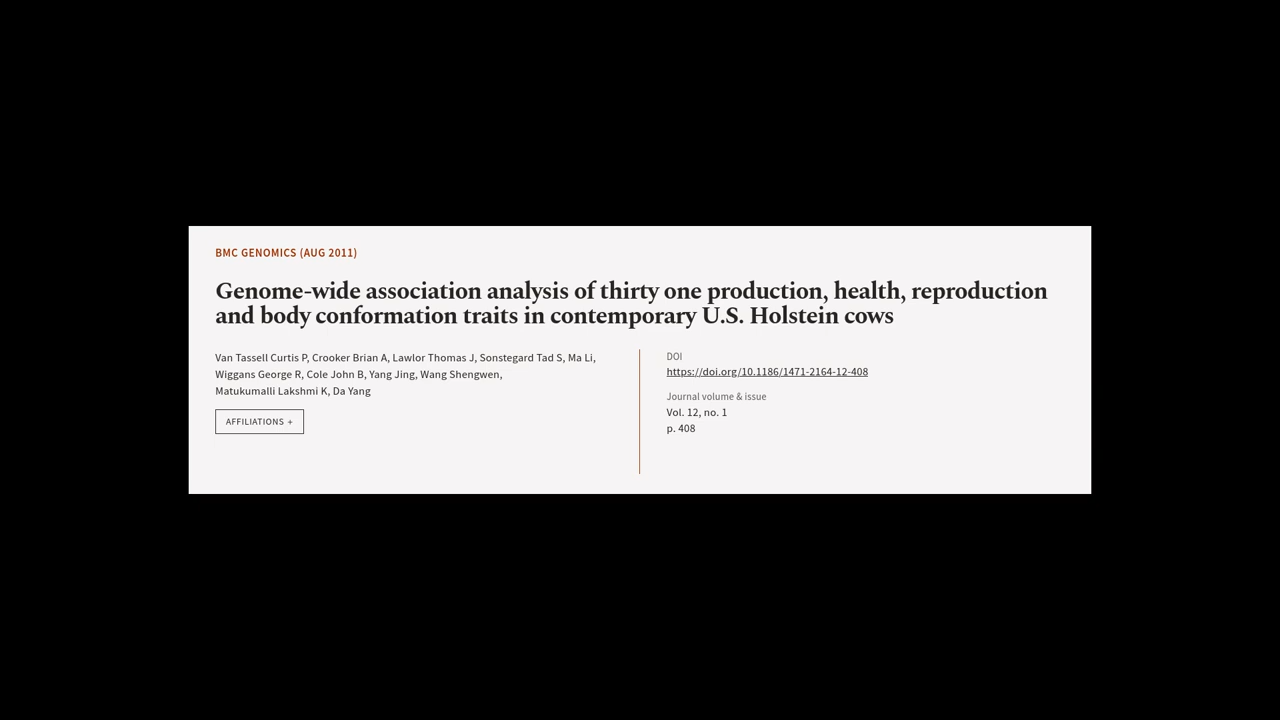 BMC GENOMICS (AUG 2011)
Genome-wide association analysis of thirty one production, health, reproduction
and body conformation traits in contemporary U.S. Holstein cows
Van Tassell Curtis P, Crooker Brian A, Lawlor Thomas J, Sonstegard Tad S, Ma Li,
Wiggans George R, Cole John B, Yang Jing, Wang Shengwen,
Matukumalli Lakshmi K, Da Yang
AFFILIATIONS +
DOI
https://doi.org/10.1186/1471-2164-12-408
Journal volume & issue
Vol. 12, no. 1
p. 408